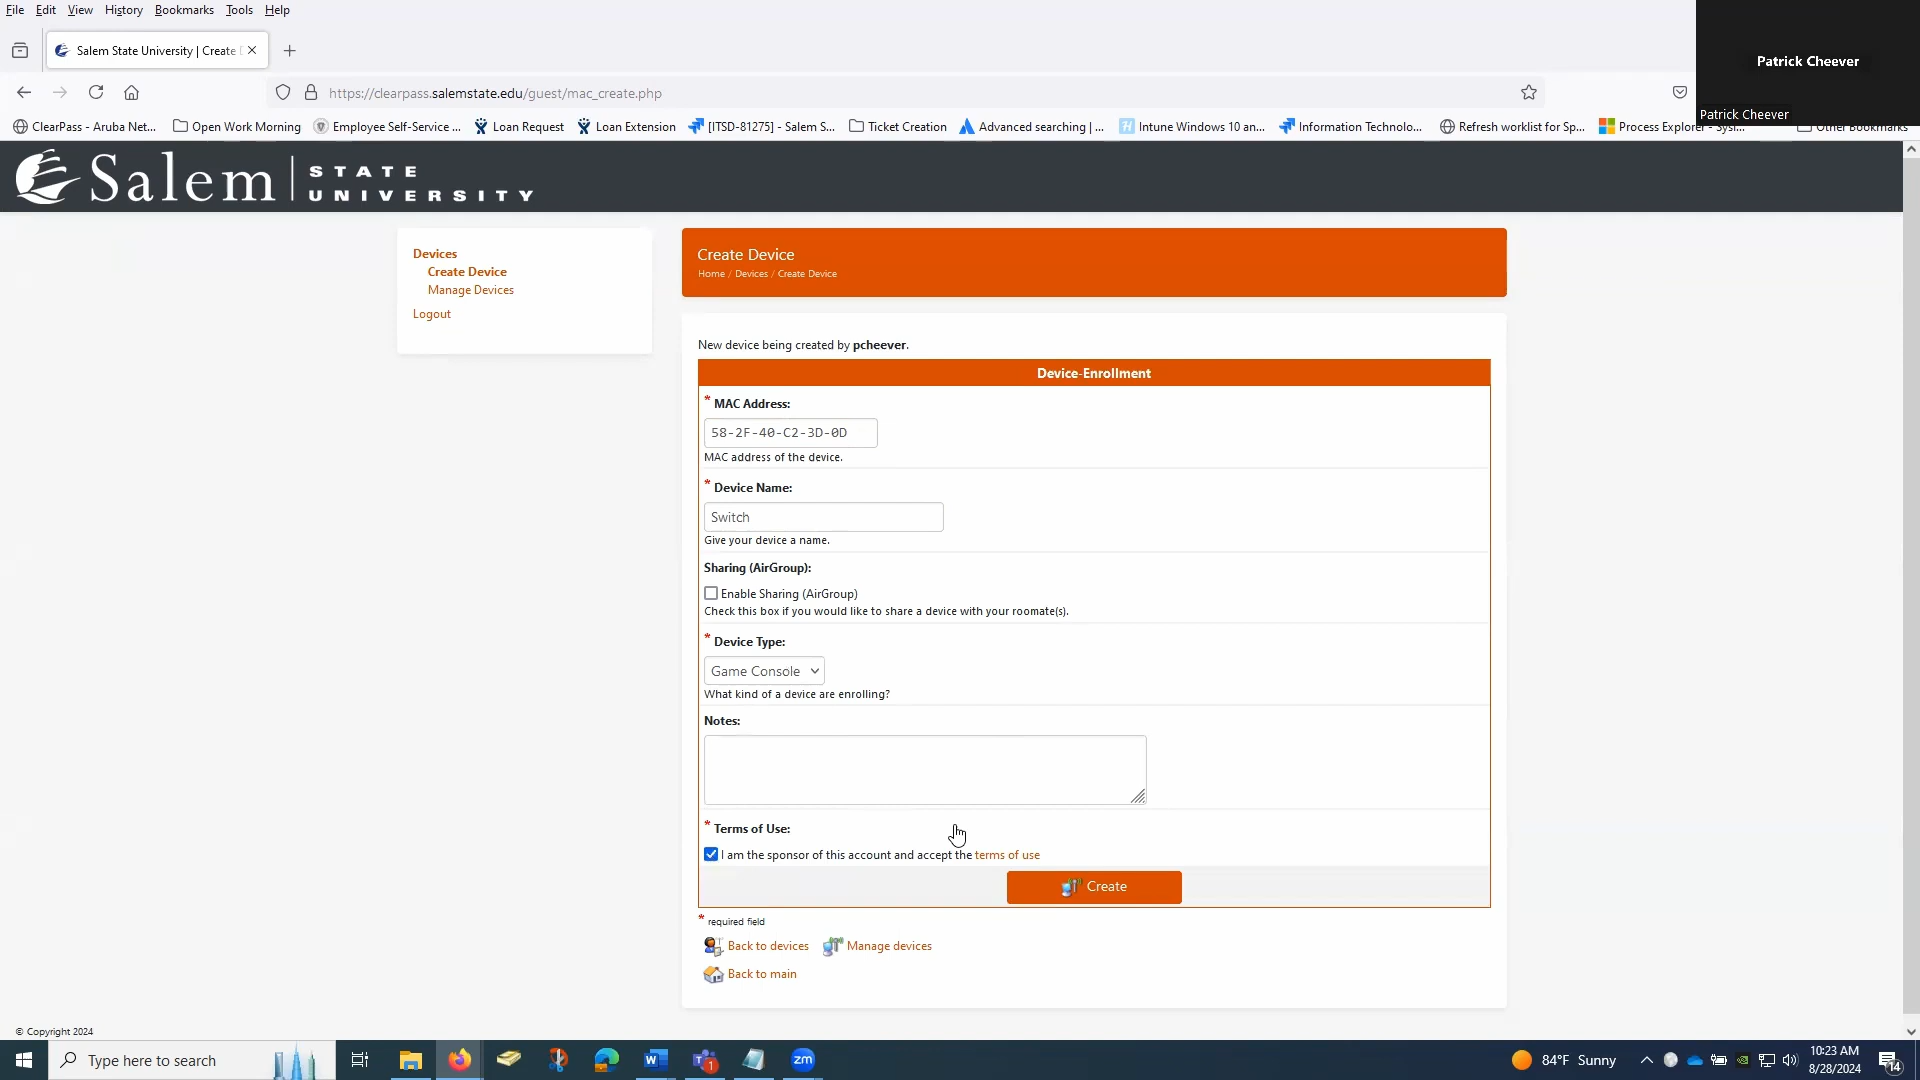 File Edit View History Bookmarks Tools Help
Patrick Cheever
Salem State University | Create
https://clearpass.salemstate.edu/guest/mac_create.php
Patrick Cheever
ClearPass - Aruba Net... Open Work Morning Employee Self-Service ... Loan Request Loan Extension [ITSD-81275] - Salem S... Ticket Creation Advanced searching | ... Intune Windows 10 an... Information Technolo... Refresh worklist for Sp... Process Explorer - Sysi... Other Bookmarks
Salem STATE
UNIVERSITY
Devices
Create Device
Manage Devices
Logout
Create Device
Home / Devices / Create Device
New device being created by pcheever.
Device-Enrollment
* MAC Address:
58-2F-40-C2-3D-0D
MAC address of the device.
* Device Name:
Switch
Give your device a name.
Sharing (AirGroup):
Enable Sharing (AirGroup)
Check this box if you would like to share a device with your roomate(s).
* Device Type:
Game Console
What kind of a device are enrolling?
Notes:
* Terms of Use:
I am the sponsor of this account and accept the terms of use
Create
* required field
Back to devices Manage devices
Back to main
© Copyright 2024
Type here to search
zm
84°F Sunny
10:23 AM
8/28/2024
14
1